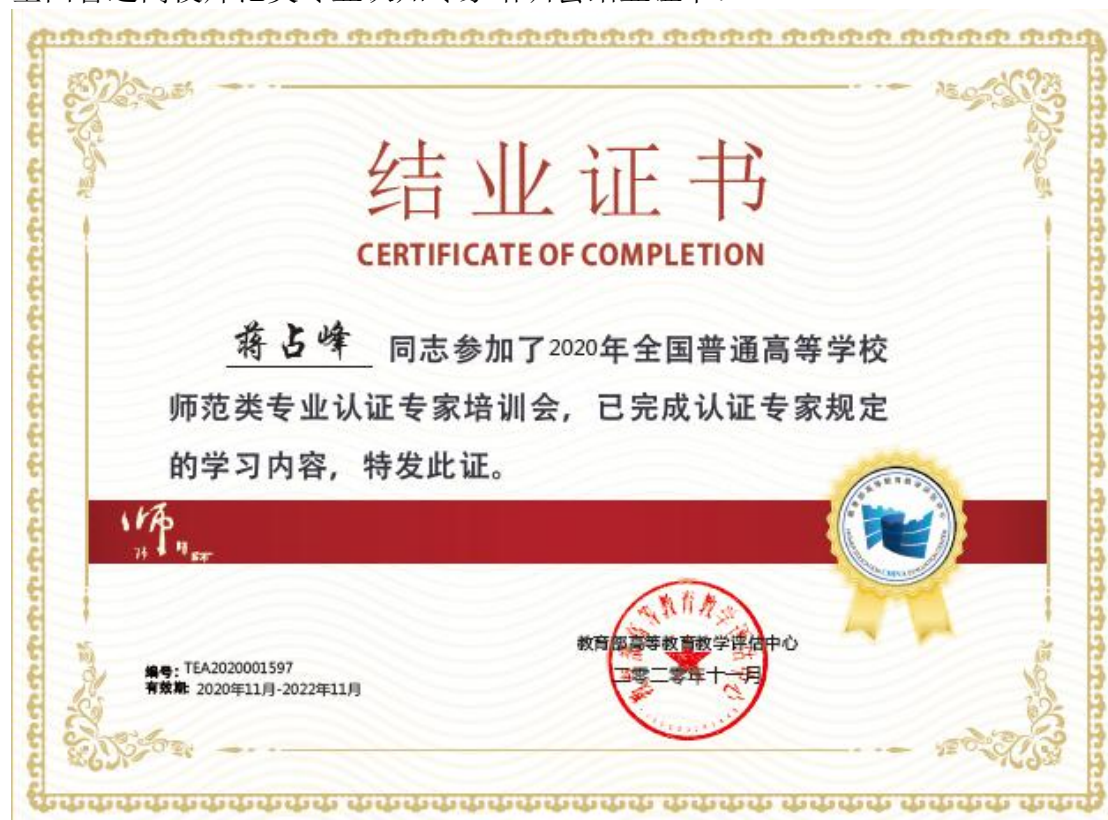 结业证书
CERTIFICATE OF COMPLETION
蒋占峰 同志参加了2020年全国普通高等学校
师范类专业认证专家培训会，已完成认证专家规定
的学习内容，特发此证。
师
教育部高等教育教学评估中心
二零二零年十一月
编号：TEA2020001597
有效期：2020年11月-2022年11月